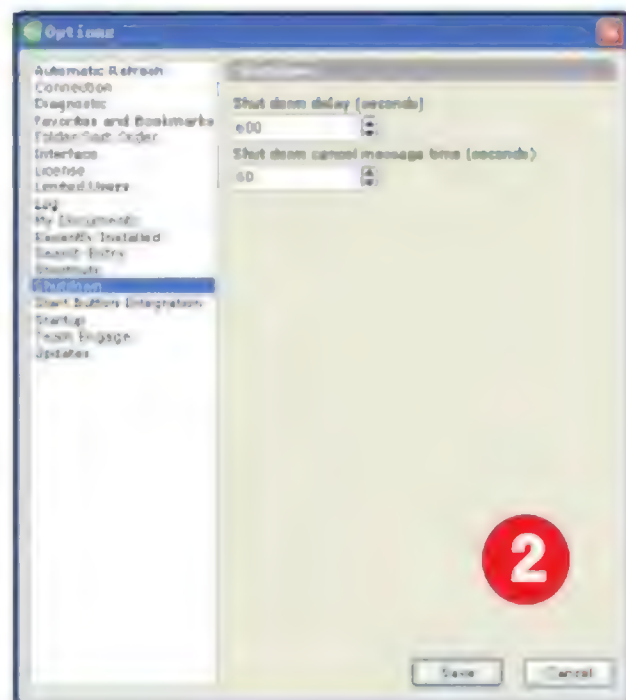 Options
Automatic Refresh
Connection
Diagnostic
Favorites and Bookmarks
Folder Sort Order
Interface
License
Limited Users
Log
My Documents
Recently Installed
Search Entry
Shortcuts
Shutdown
Start Button Integration
Startup
Team Engage
Updates
Shutdown
Shut down delay (seconds)
600
Shut down cancel message time (seconds)
60
2
Save
Cancel